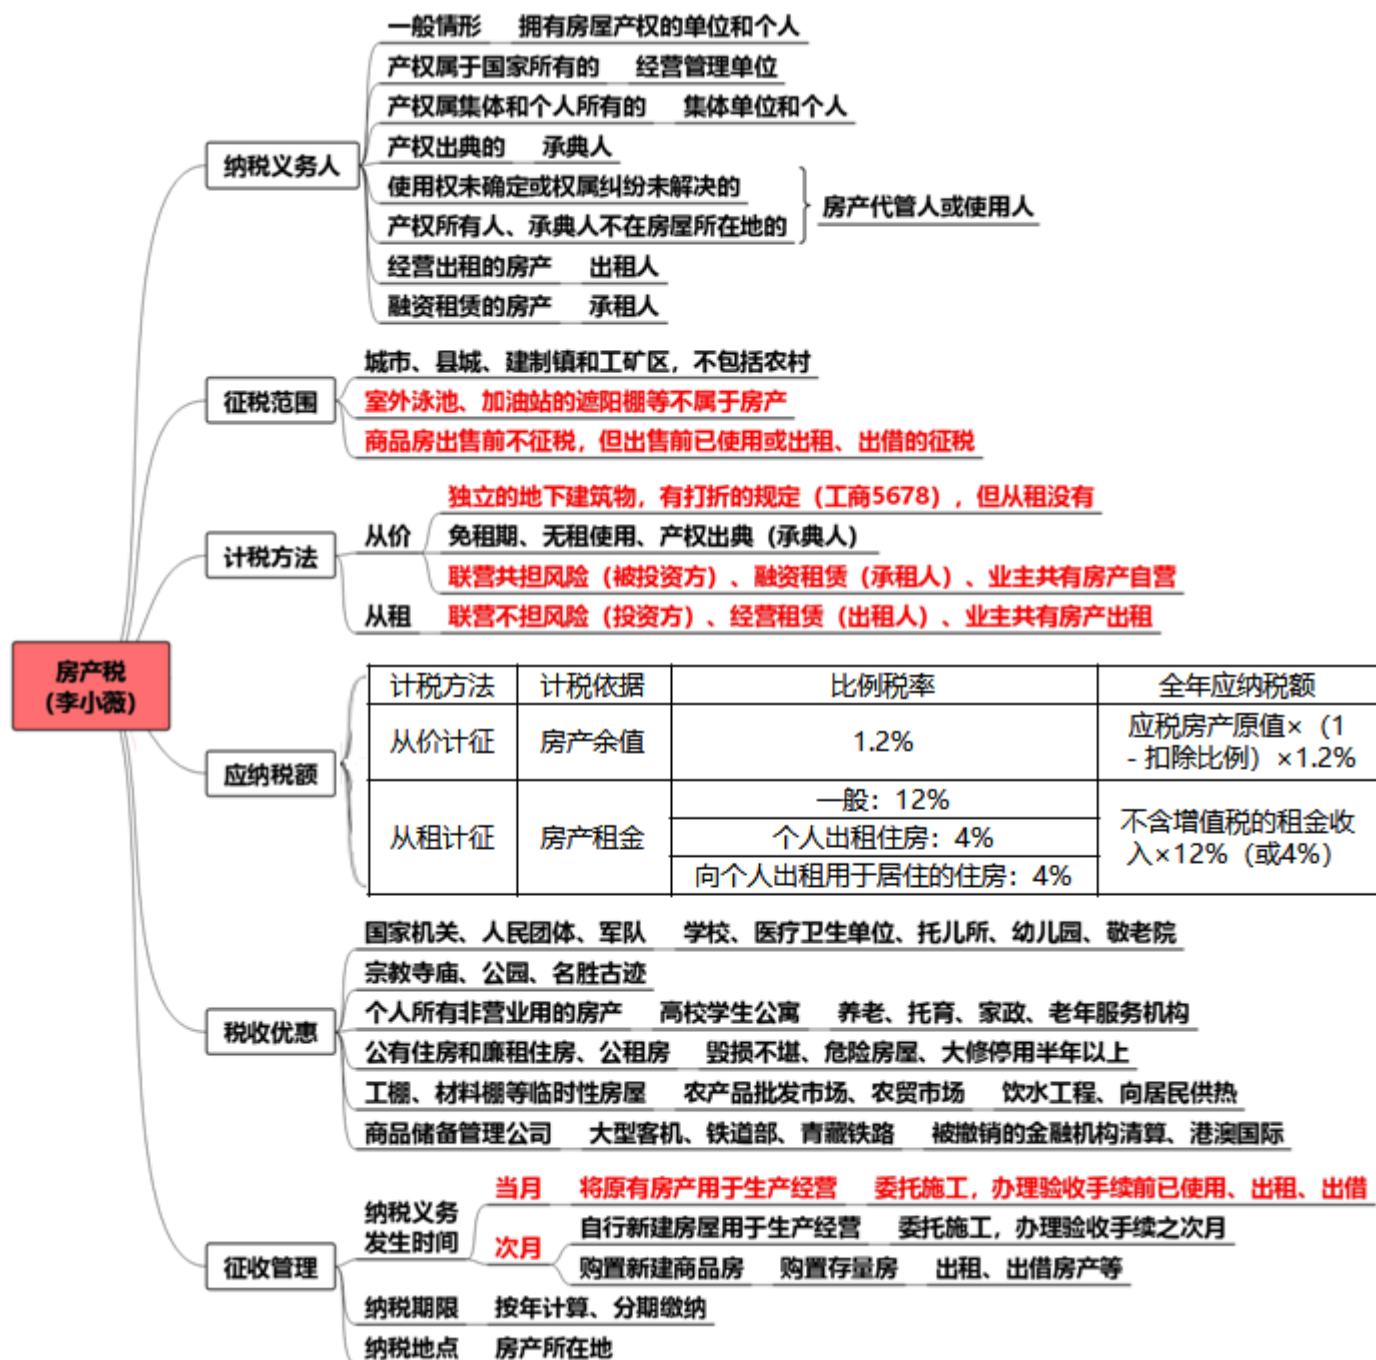 一般情形 拥有房屋产权的单位和个人
产权属于国家所有的 经营管理单位
产权属集体和个人所有的 集体单位和个人
产权出典的 承典人
纳税义务人
使用权未确定或权属纠纷未解决的
房产代管人或使用人
产权所有人、承典人不在房屋所在地的
经营出租的房产 出租人
融资租赁的房产 承租人
城市、县城、建制镇和工矿区，不包括农村
征税范围
室外泳池、加油站的遮阳棚等不属于房产
商品房出售前不征税，但出售前已使用或出租、出借的征税
独立的地下建筑物，有打折的规定（工商5678），但从租没有
从价 免租期、无租使用、产权出典（承典人）
计税方法
联营共担风险（被投资方）、融资租赁（承租人）、业主共有房产自营
从租 联营不担风险（投资方）、经营租赁（出租人）、业主共有房产出租
房产税
（李小薇）
计税方法 计税依据 比例税率 全年应纳税额
从价计征 房产余值 1.2% 应税房产原值×（1
- 扣除比例）×1.2%
应纳税额
从租计征 房产租金 一般：12%
个人出租住房：4%
向个人出租用于居住的住房：4%
不含增值税的租金收
入×12%（或4%）
国家机关、人民团体、军队 学校、医疗卫生单位、托儿所、幼儿园、敬老院
宗教寺庙、公园、名胜古迹
个人所有非营业用的房产 高校学生公寓 养老、托育、家政、老年服务机构
税收优惠
公有住房和廉租住房、公租房 毁损不堪、危险房屋、大修停用半年以上
工棚、材料棚等临时性房屋 农产品批发市场、农贸市场 饮水工程、向居民供热
商品储备管理公司 大型客机、铁道部、青藏铁路 被撤销的金融机构清算、港澳国际
当月 将原有房产用于生产经营 委托施工，办理验收手续前已使用、出租、出借
纳税义务
发生时间
次月 自行新建房屋用于生产经营 委托施工，办理验收手续之次月
购置新建商品房 购置存量房 出租、出借房产等
征收管理
纳税期限 按年计算、分期缴纳
纳税地点 房产所在地